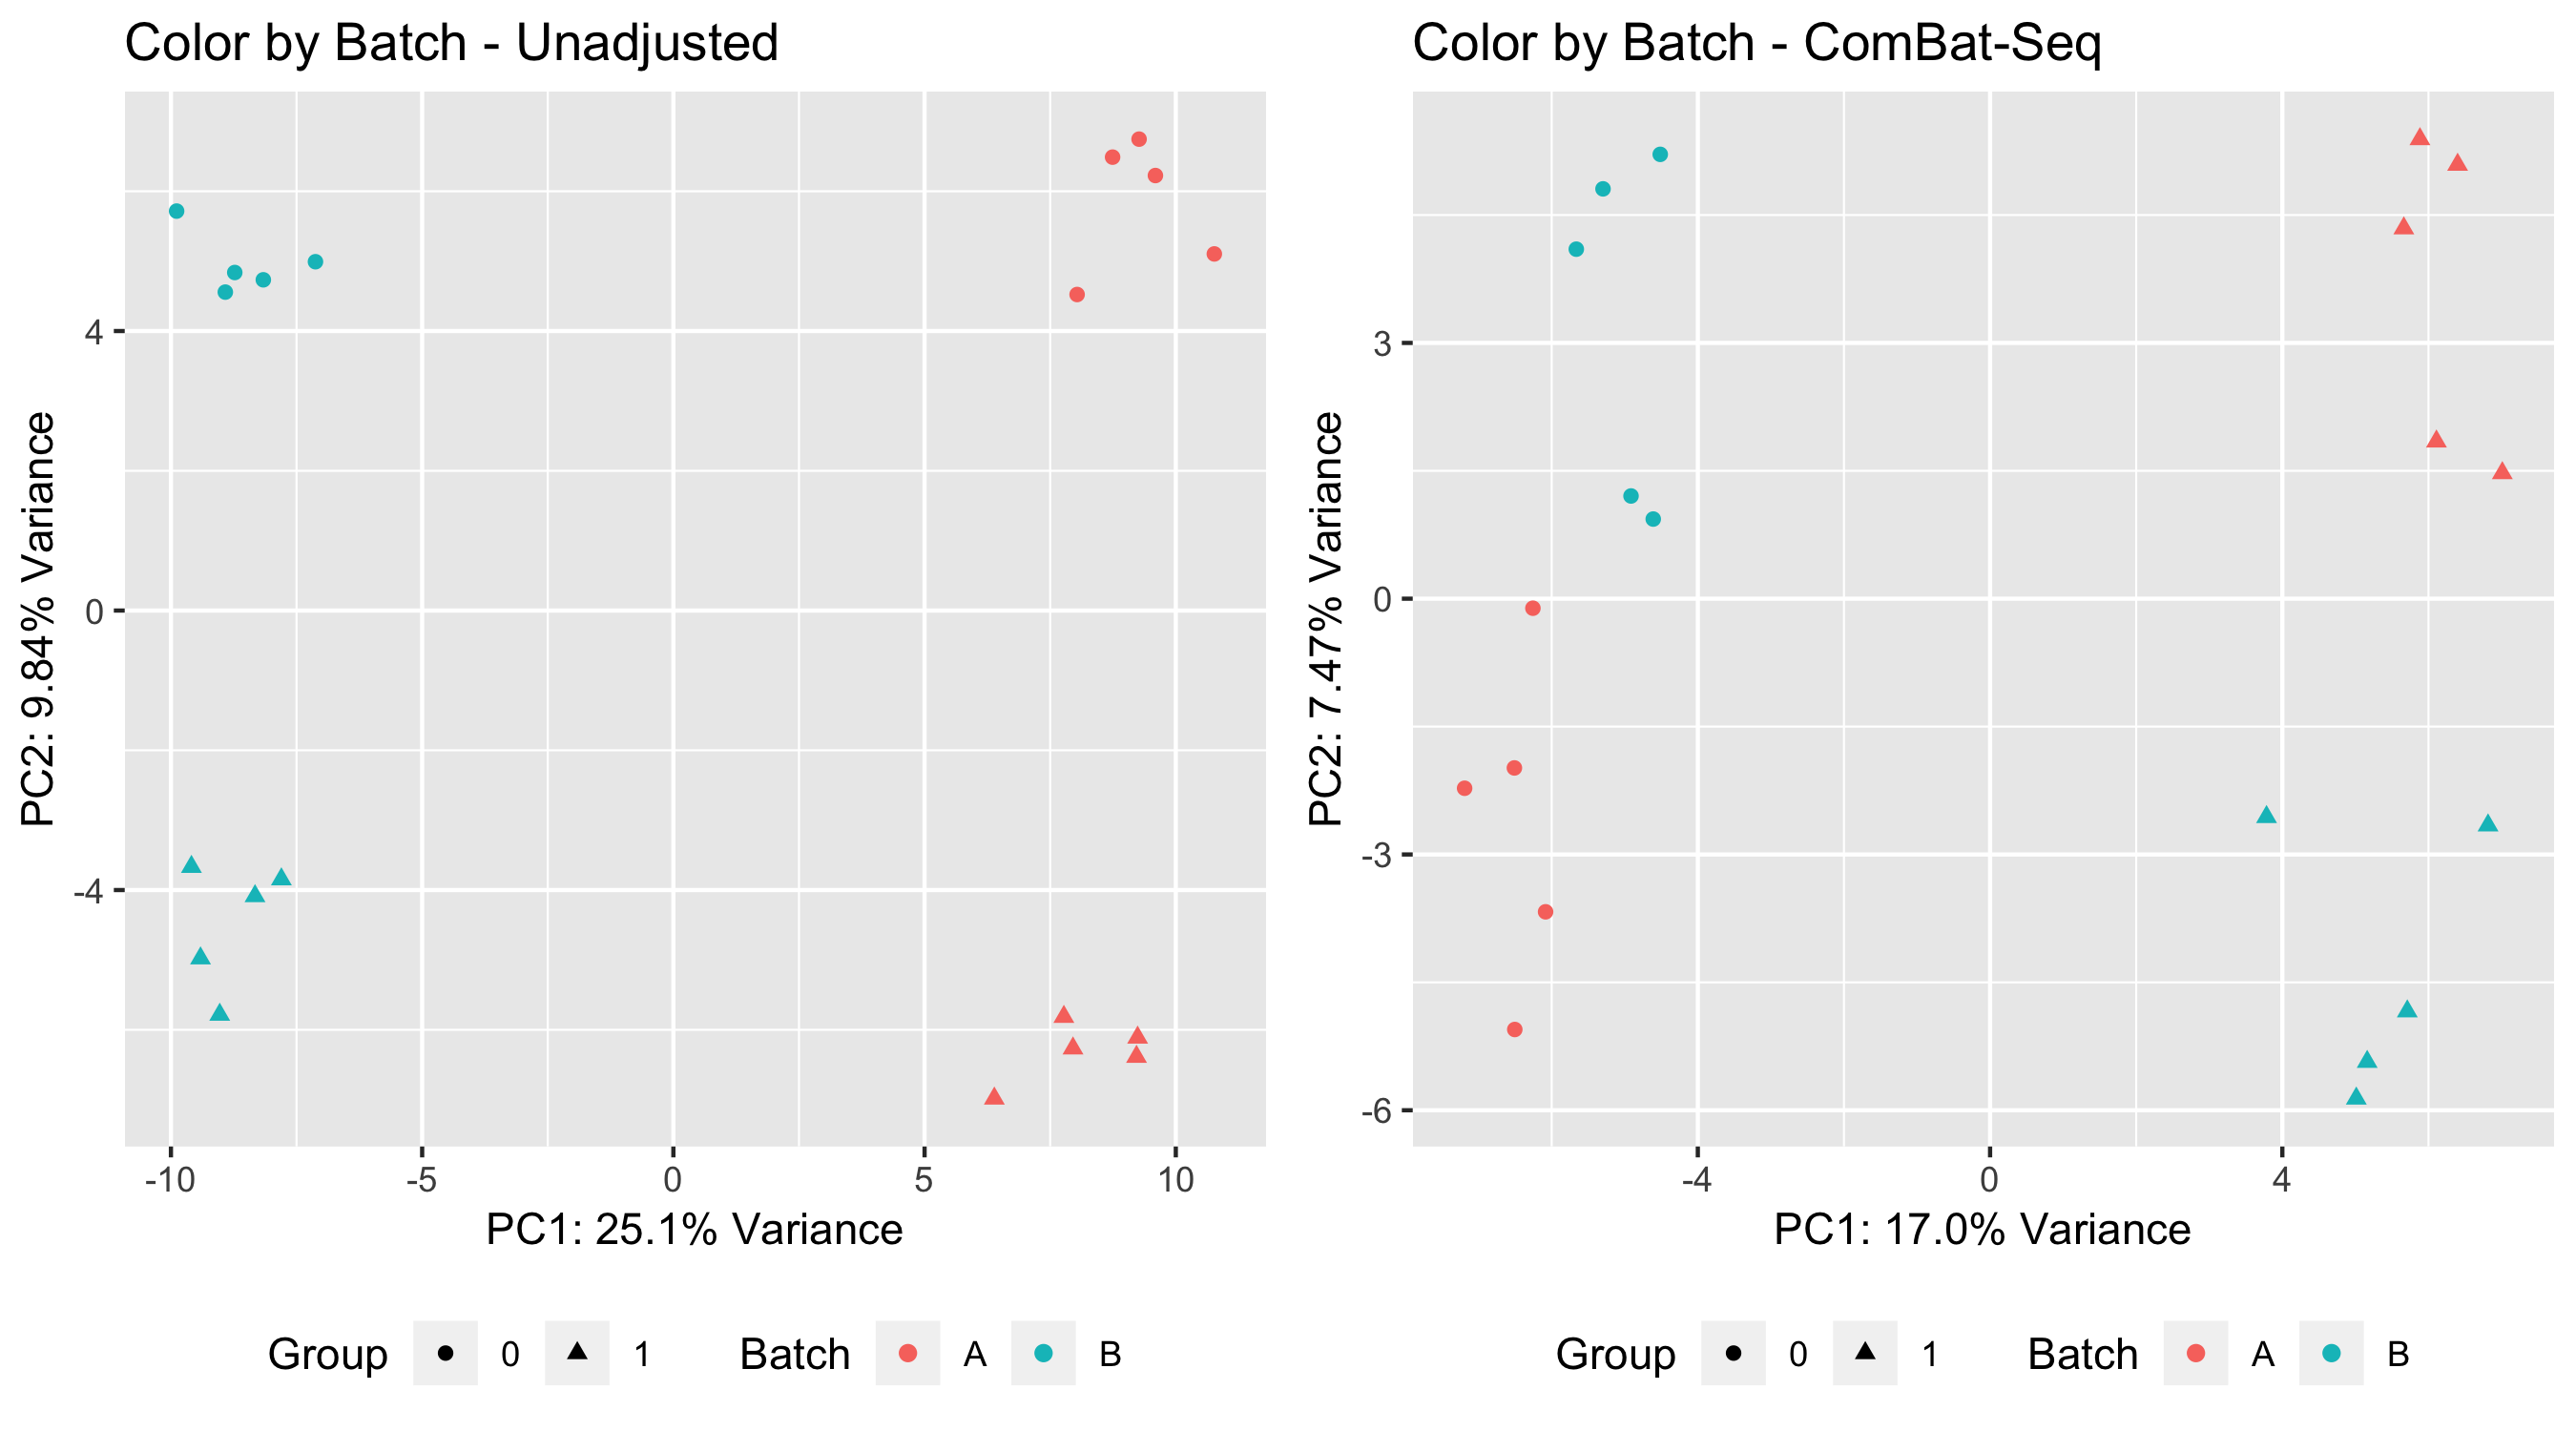 Color by Batch - Unadjusted
PC2: 9.84% Variance
4
0
-4
-10 -5 0 5 10
PC1: 25.1% Variance
Group 0 1 Batch A B
Color by Batch - ComBat-Seq
PC2: 7.47% Variance
3
0
-3
-6
-4 0 4
PC1: 17.0% Variance
Group 0 1 Batch A B